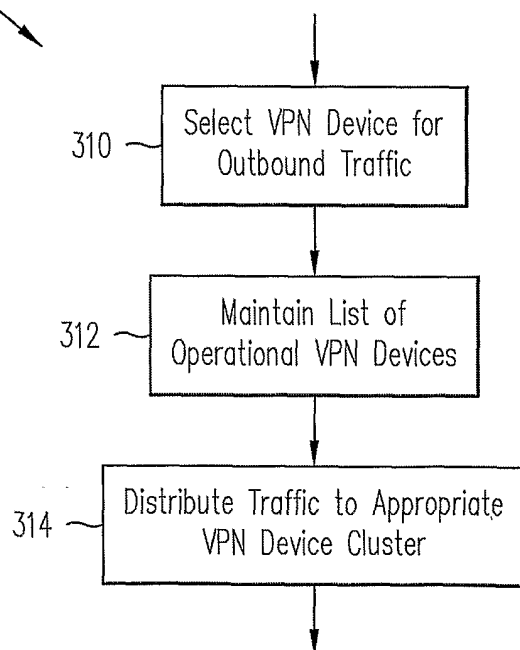 310
Select VPN Device for
Outbound Traffic
312
Maintain List of
Operational VPN Devices
314
Distribute Traffic to Appropriate
VPN Device Cluster